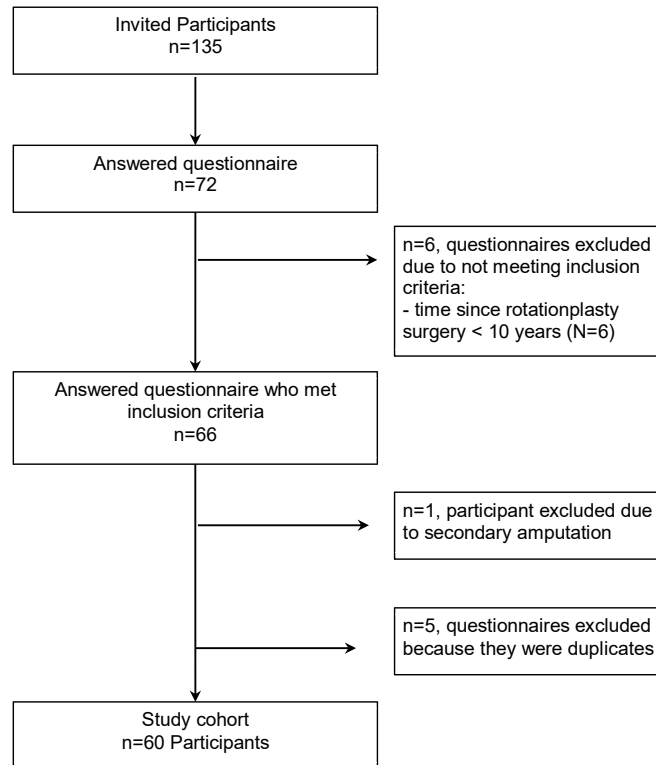 Invited Participants
n=135
Answered questionnaire
n=72
n=6, questionnaires excluded
due to not meeting inclusion
criteria:
- time since rotationplasty
surgery < 10 years (N=6)
Answered questionnaire who met
inclusion criteria
n=66
n=1, participant excluded due
to secondary amputation
n=5, questionnaires excluded
because they were duplicates
Study cohort
n=60 Participants